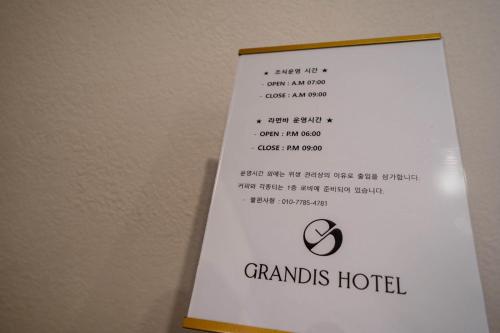 ★ 조식운영 시간 ★
- OPEN : A.M 07:00
- CLOSE : A.M 09:00
★ 라면바 운영시간 ★
- OPEN : P.M 06:00
- CLOSE : P.M 09:00
운영시간 외에는 위생 관리상의 이유로 출입을 삼가합니다.
커피와 각종티는 1층 로비에 준비되어 있습니다.
- 불편사항 : 010-7785-4781
GRANDIS HOTEL